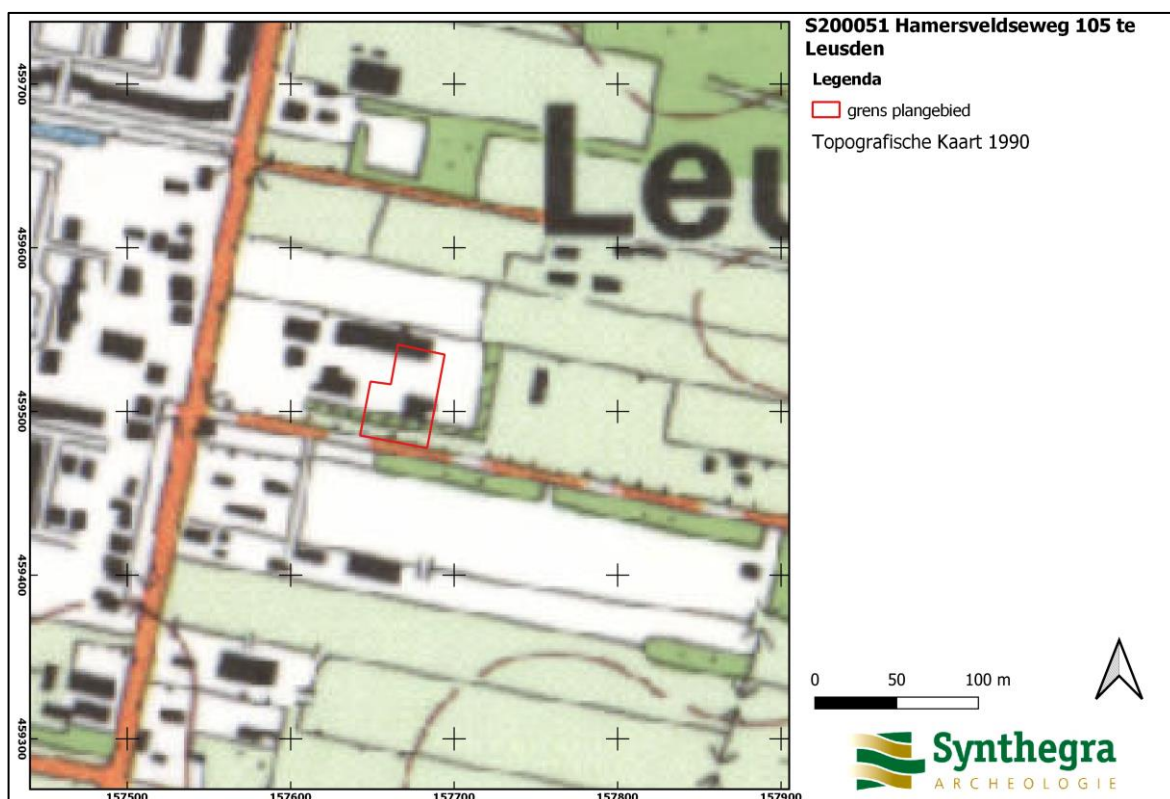 S200051 Hamersveldseweg 105 te
Leusden
Legenda
grens plangebied
Topografische Kaart 1990
Leu
459700
459600
459500
459400
459300
157500
157600
157700
157800
157900
0 50 100 m
Synthegra
ARCHEOLOGIE